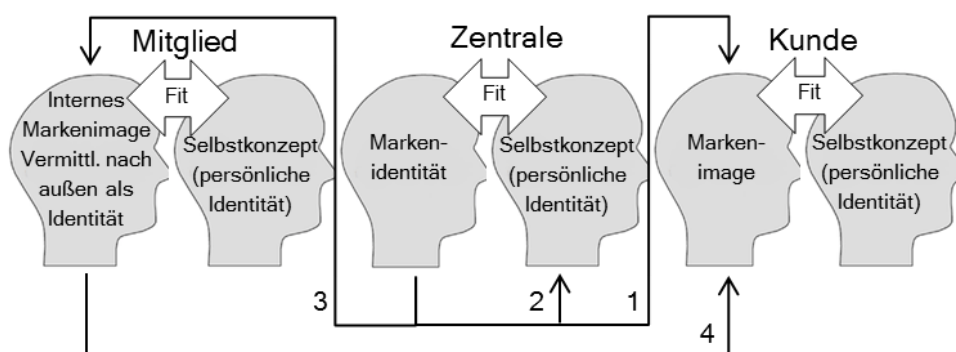 Mitglied
Zentrale
Kunde
Internes
Markenimage
Vermittl. nach
außen als
Identität
Fit
Selbstkonzept
(persönliche
Identität)
Marken-
identität
Fit
Selbstkonzept
(persönliche
Identität)
Marken-
image
Fit
Selbstkonzept
(persönliche
Identität)
3
2
1
4